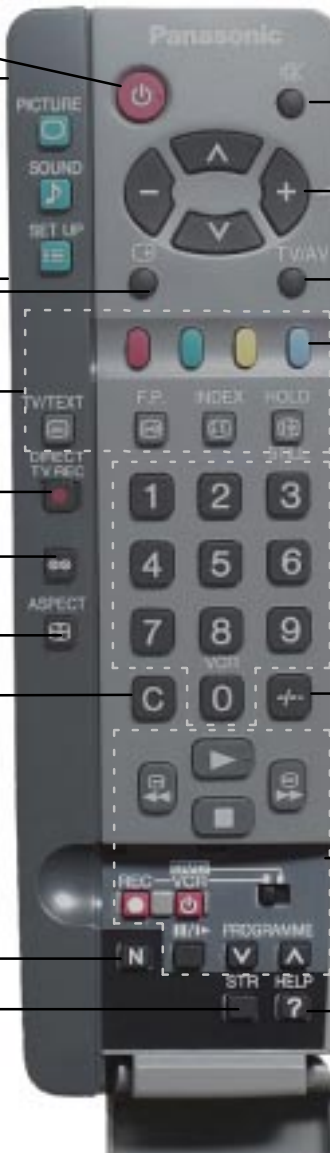 Panasonic
PICTURE
SOUND
SET UP
TV/AV
TV/TEXT
F.P.
INDEX
HOLD
DIRECT
TV REC
1 2 3
4 5 6
ASPECT
7 8 9
VCR
C 0 -/--
REC VCR
PROGRAMME
N
STR HELP
?